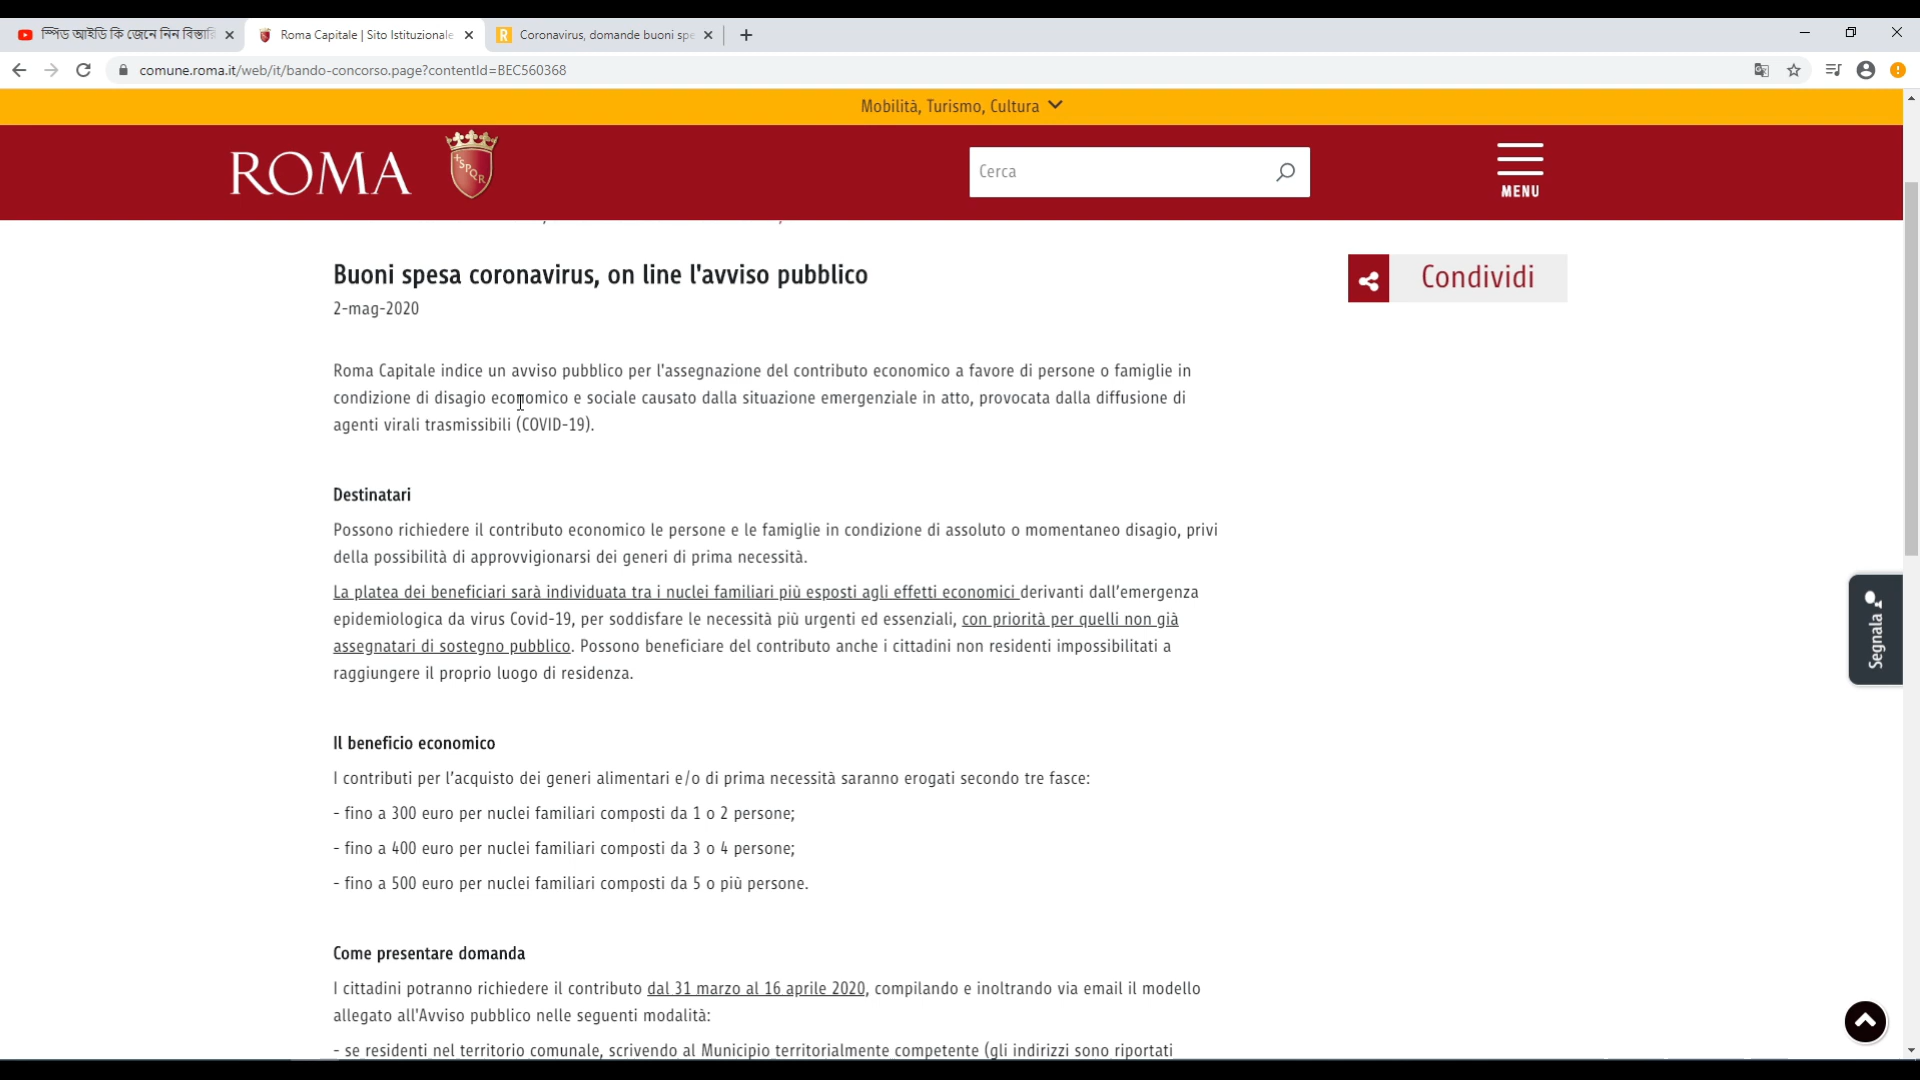 স্পিড আইডি কি জেনে নিন বিস্তারি
Roma Capitale | Sito Istituzionale
Coronavirus, domande buoni spe
comune.roma.it/web/it/bando-concorso.page?contentId=BEC560368
Mobilità, Turismo, Cultura
ROMA
SPQR
Cerca
MENU
Buoni spesa coronavirus, on line l'avviso pubblico
Condividi
2-mag-2020
Roma Capitale indice un avviso pubblico per l'assegnazione del contributo economico a favore di persone o famiglie in
condizione di disagio economico e sociale causato dalla situazione emergenziale in atto, provocata dalla diffusione di
agenti virali trasmissibili (COVID-19).
Destinatari
Possono richiedere il contributo economico le persone e le famiglie in condizione di assoluto o momentaneo disagio, privi
della possibilità di approvvigionarsi dei generi di prima necessità.
La platea dei beneficiari sarà individuata tra i nuclei familiari più esposti agli effetti economici derivanti dall’emergenza
epidemiologica da virus Covid-19, per soddisfare le necessità più urgenti ed essenziali, con priorità per quelli non già
assegnatari di sostegno pubblico. Possono beneficiare del contributo anche i cittadini non residenti impossibilitati a
raggiungere il proprio luogo di residenza.
Segnala
Il beneficio economico
I contributi per l’acquisto dei generi alimentari e/o di prima necessità saranno erogati secondo tre fasce:
- fino a 300 euro per nuclei familiari composti da 1 o 2 persone;
- fino a 400 euro per nuclei familiari composti da 3 o 4 persone;
- fino a 500 euro per nuclei familiari composti da 5 o più persone.
Come presentare domanda
I cittadini potranno richiedere il contributo dal 31 marzo al 16 aprile 2020, compilando e inoltrando via email il modello
allegato all'Avviso pubblico nelle seguenti modalità:
- se residenti nel territorio comunale, scrivendo al Municipio territorialmente competente (gli indirizzi sono riportati